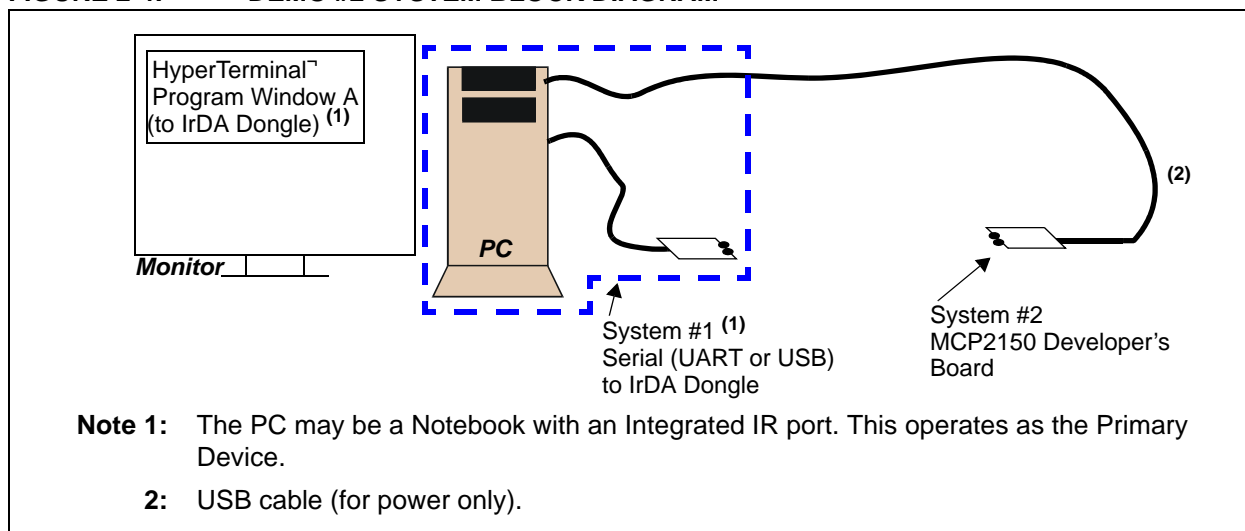 HyperTerminal¬
Program Window A
(to IrDA Dongle) (1)
Monitor
PC
(2)
System #1 (1)
Serial (UART or USB)
to IrDA Dongle
System #2
MCP2150 Developer's
Board
Note 1: The PC may be a Notebook with an Integrated IR port. This operates as the Primary
Device.
2: USB cable (for power only).